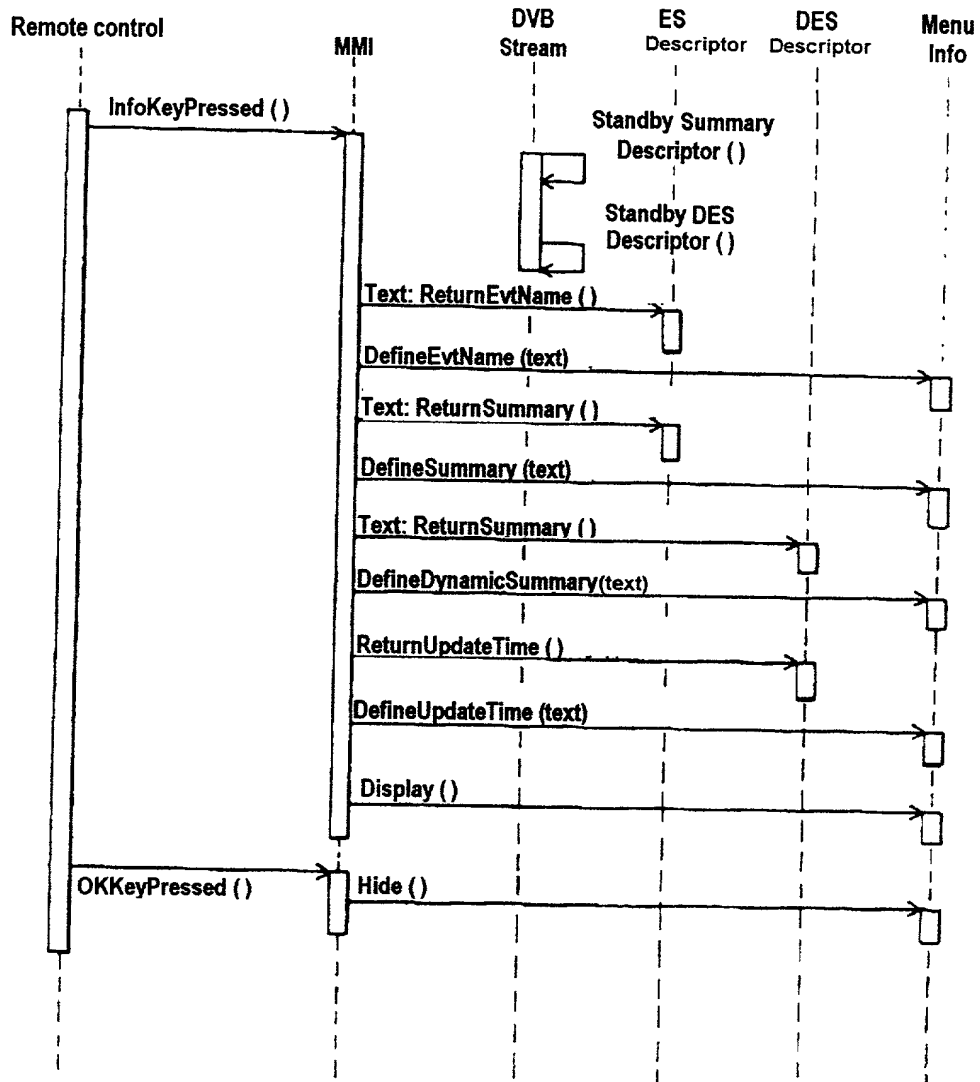 Remote control
MMI
DVB
Stream
ES
Descriptor
DES
Descriptor
Menu
Info
InfoKeyPressed ( )
Standby Summary
Descriptor ( )
Standby DES
Descriptor ( )
Text: ReturnEvtName ( )
DefineEvtName (text)
Text: ReturnSummary ( )
DefineSummary (text)
Text: ReturnSummary ( )
DefineDynamicSummary(text)
ReturnUpdateTime ( )
DefineUpdateTime (text)
Display ( )
OKKeyPressed ( )
Hide ( )